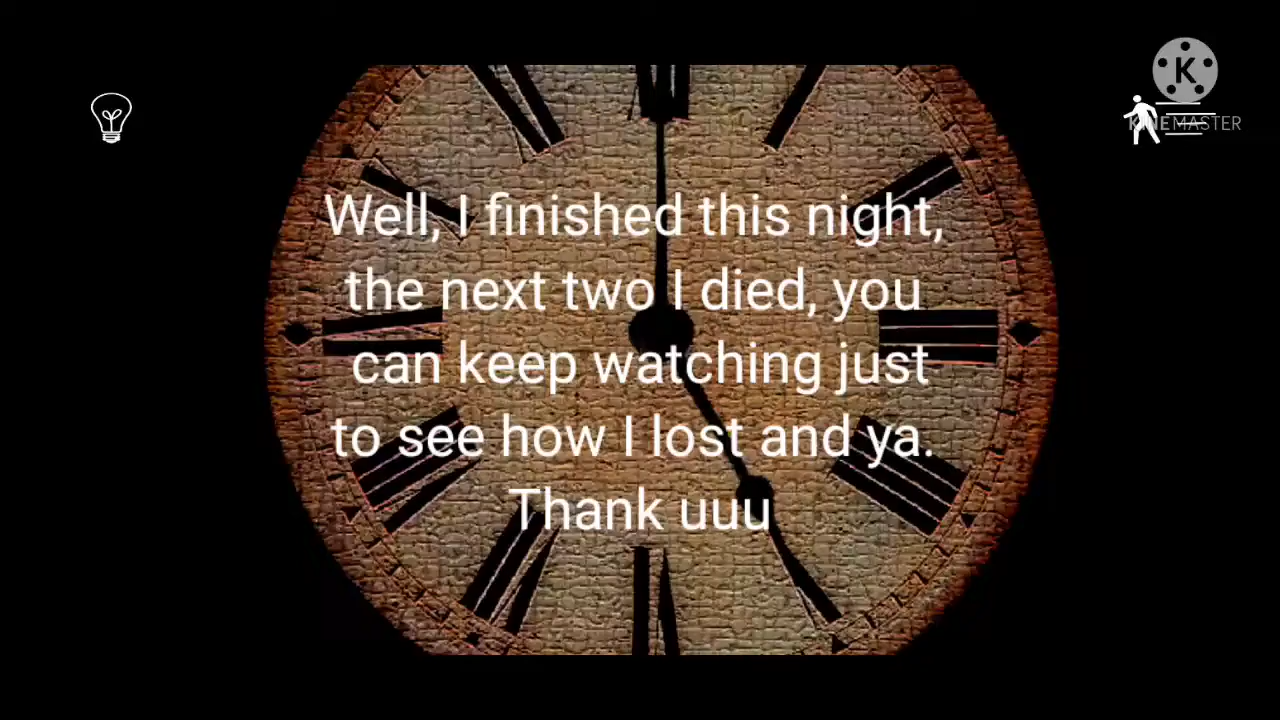 K
KINEMASTER
Well, I finished this night,
the next two I died, you
can keep watching just
to see how I lost and ya.
Thank uuu